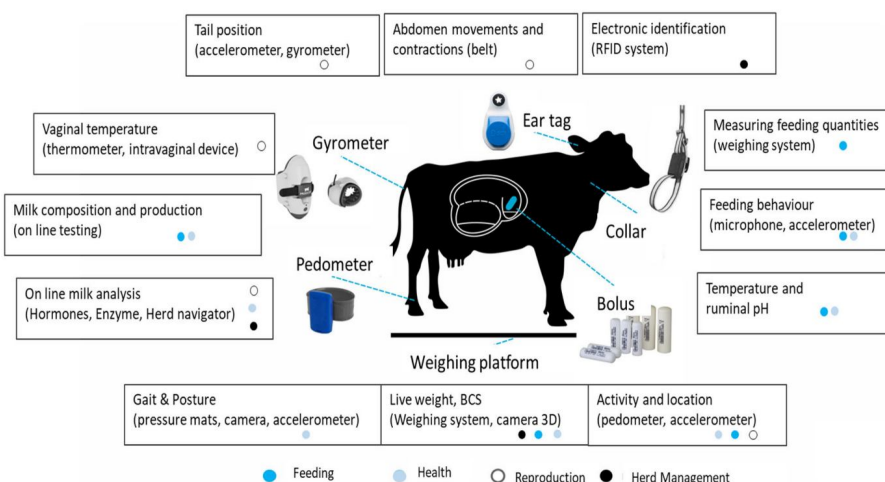 Tail position
(accelerometer, gyrometer)
Abdomen movements and
contractions (belt)
Electronic identification
(RFID system)
Vaginal temperature
(thermometer, intravaginal device)
Gyrometer
Ear tag
Measuring feeding quantities
(weighing system)
Milk composition and production
(on line testing)
Collar
Feeding behaviour
(microphone, accelerometer)
On line milk analysis
(Hormones, Enzyme, Herd navigator)
Pedometer
Bolus
Temperature and
ruminal pH
Weighing platform
Gait & Posture
(pressure mats, camera, accelerometer)
Live weight, BCS
(Weighing system, camera 3D)
Activity and location
(pedometer, accelerometer)
Feeding
Health
Reproduction
Herd Management